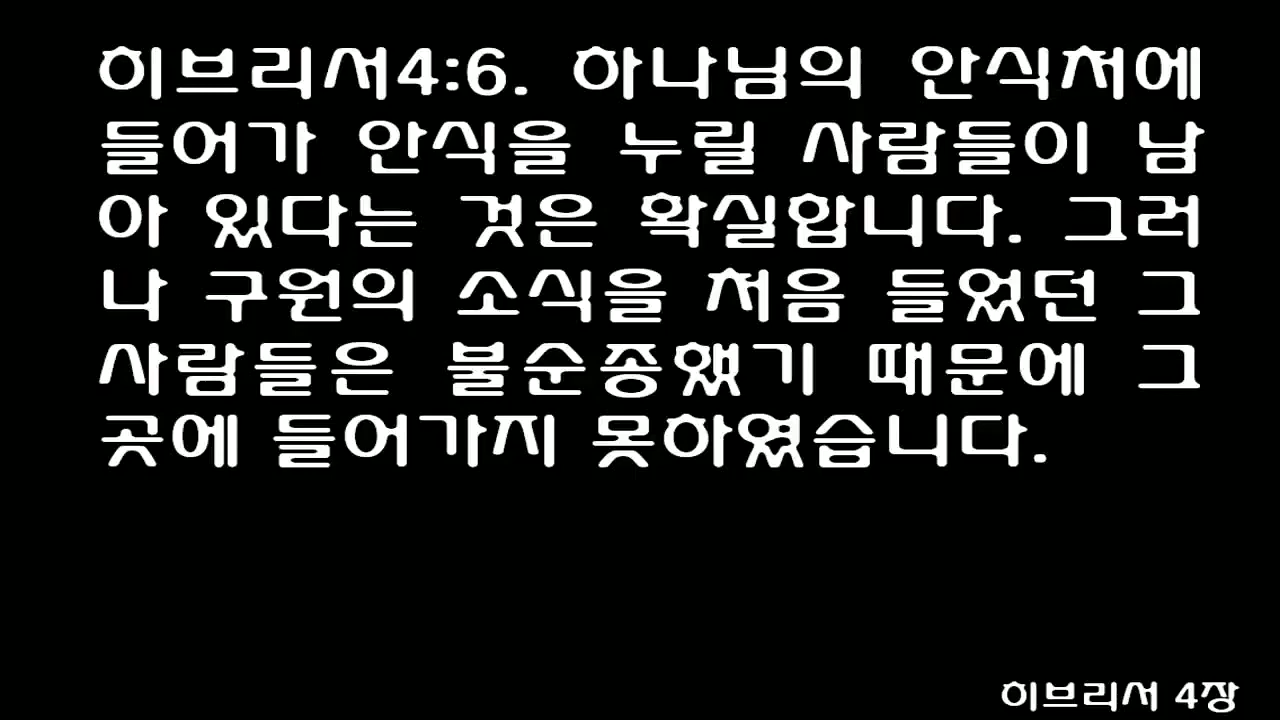 히브리서4:6. 하나님의 안식처에
들어가 안식을 누릴 사람들이 남
아 있다는 것은 확실합니다. 그러
나 구원의 소식을 처음 들었던 그
사람들은 불순종했기 때문에 그
곳에 들어가지 못하였습니다.
히브리서 4장